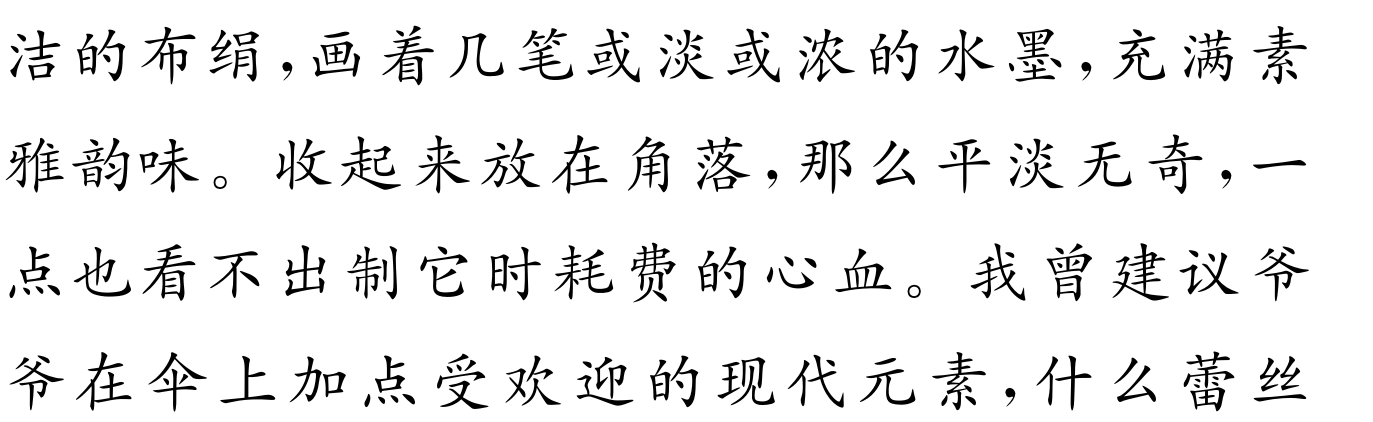 洁的布绢,画着几笔或淡或浓的水墨,充满素
雅韵味。收起来放在角落,那么平淡无奇,一
点也看不出制它时耗费的心血。我曾建议爷
爷在伞上加点受欢迎的现代元素,什么蕾丝